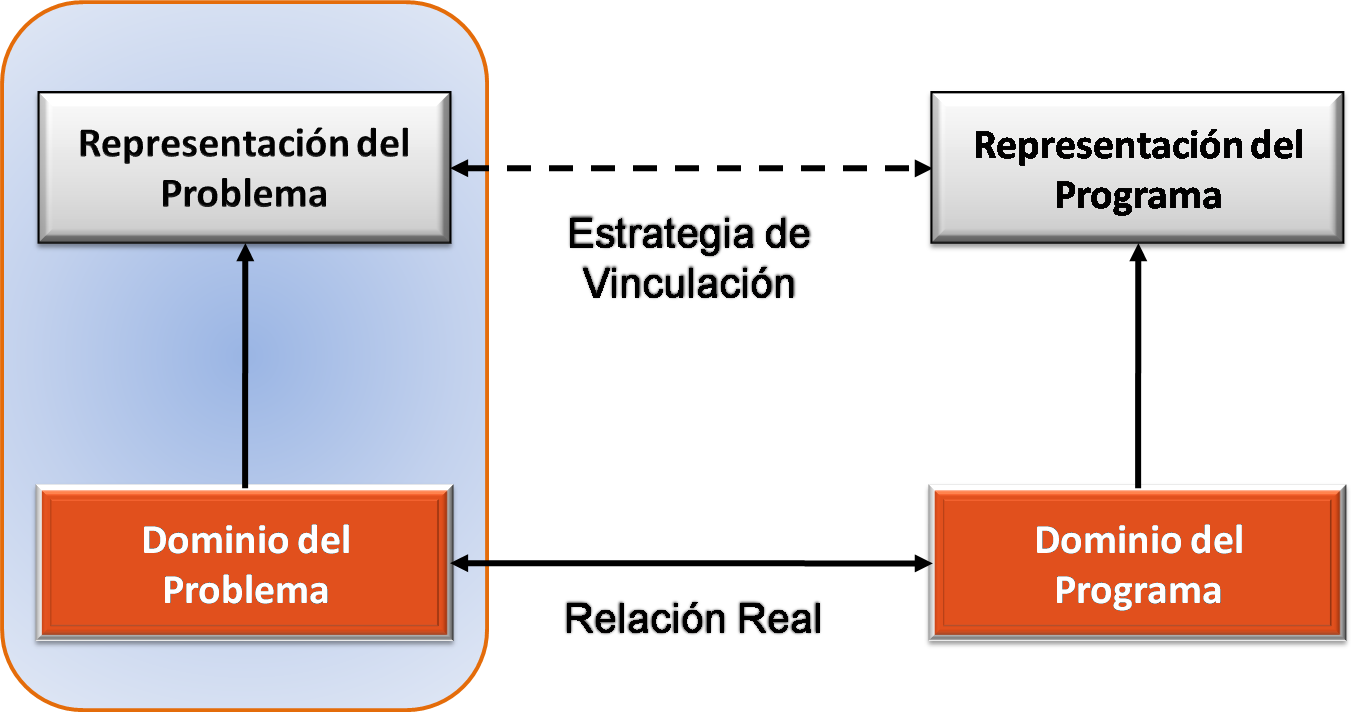 Representación del
Problema
Representación del
Programa
Estrategia de
Vinculación
Dominio del
Problema
Dominio del
Programa
Relación Real